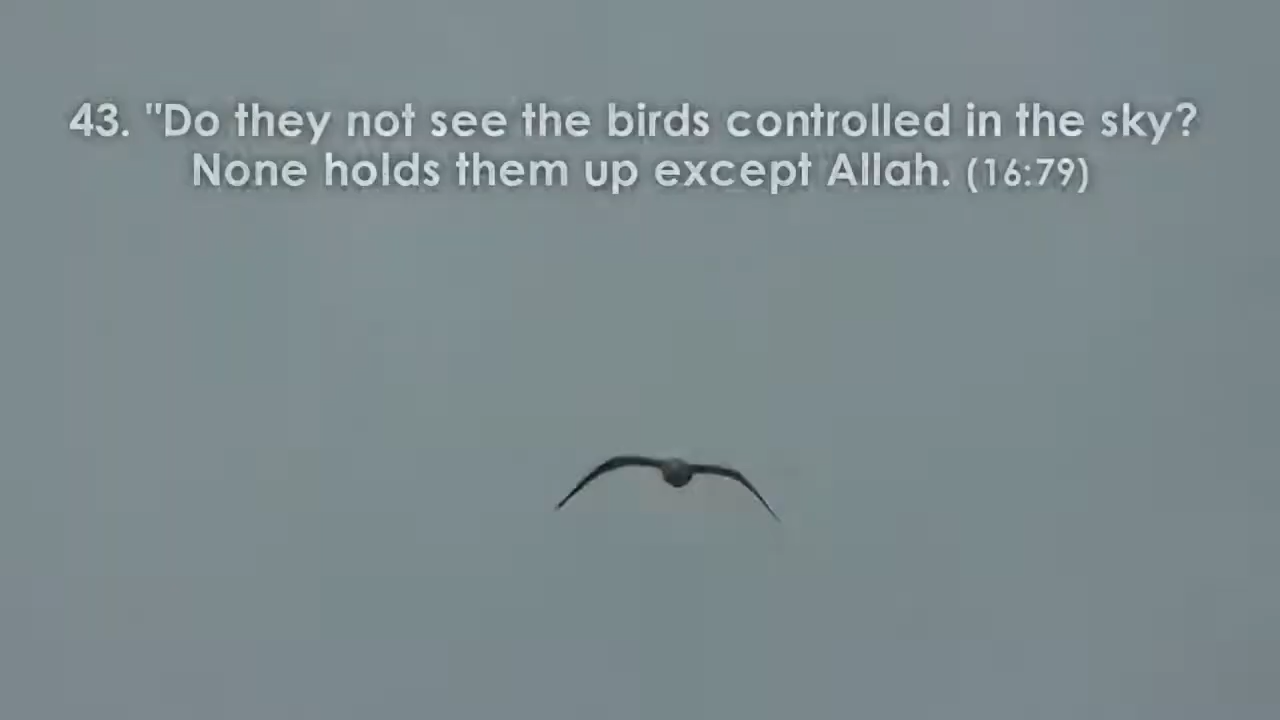 43. "Do they not see the birds controlled in the sky?
None holds them up except Allah. (16:79)